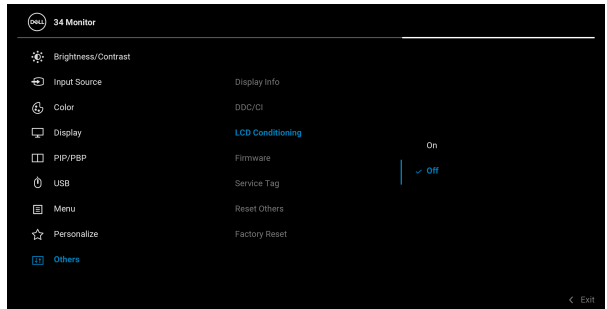 DELL
34 Monitor
Brightness/Contrast
Input Source
Color
Display
PIP/PBP
USB
Menu
Personalize
Others
Display Info
DDC/CI
LCD Conditioning
Firmware
Service Tag
Reset Others
Factory Reset
On
Off
Exit